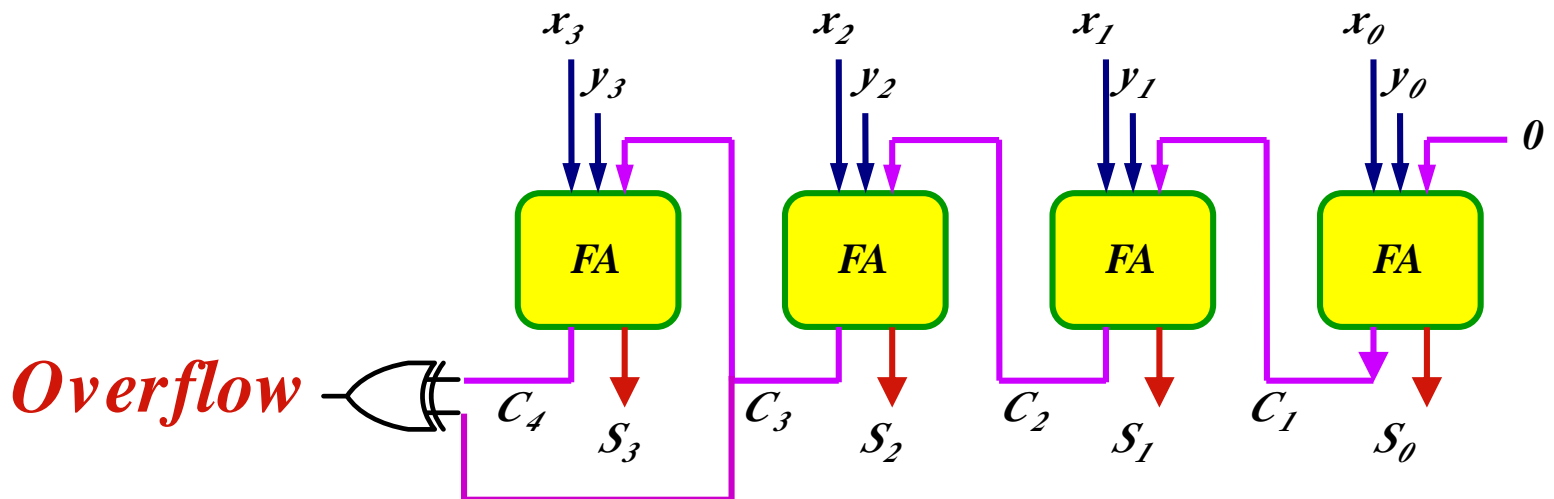 x₃ x₂ x₁ x₀
y₃ y₂ y₁ y₀
0
FA FA FA FA
Overflow
C₄ C₃ C₂ C₁
S₃ S₂ S₁ S₀